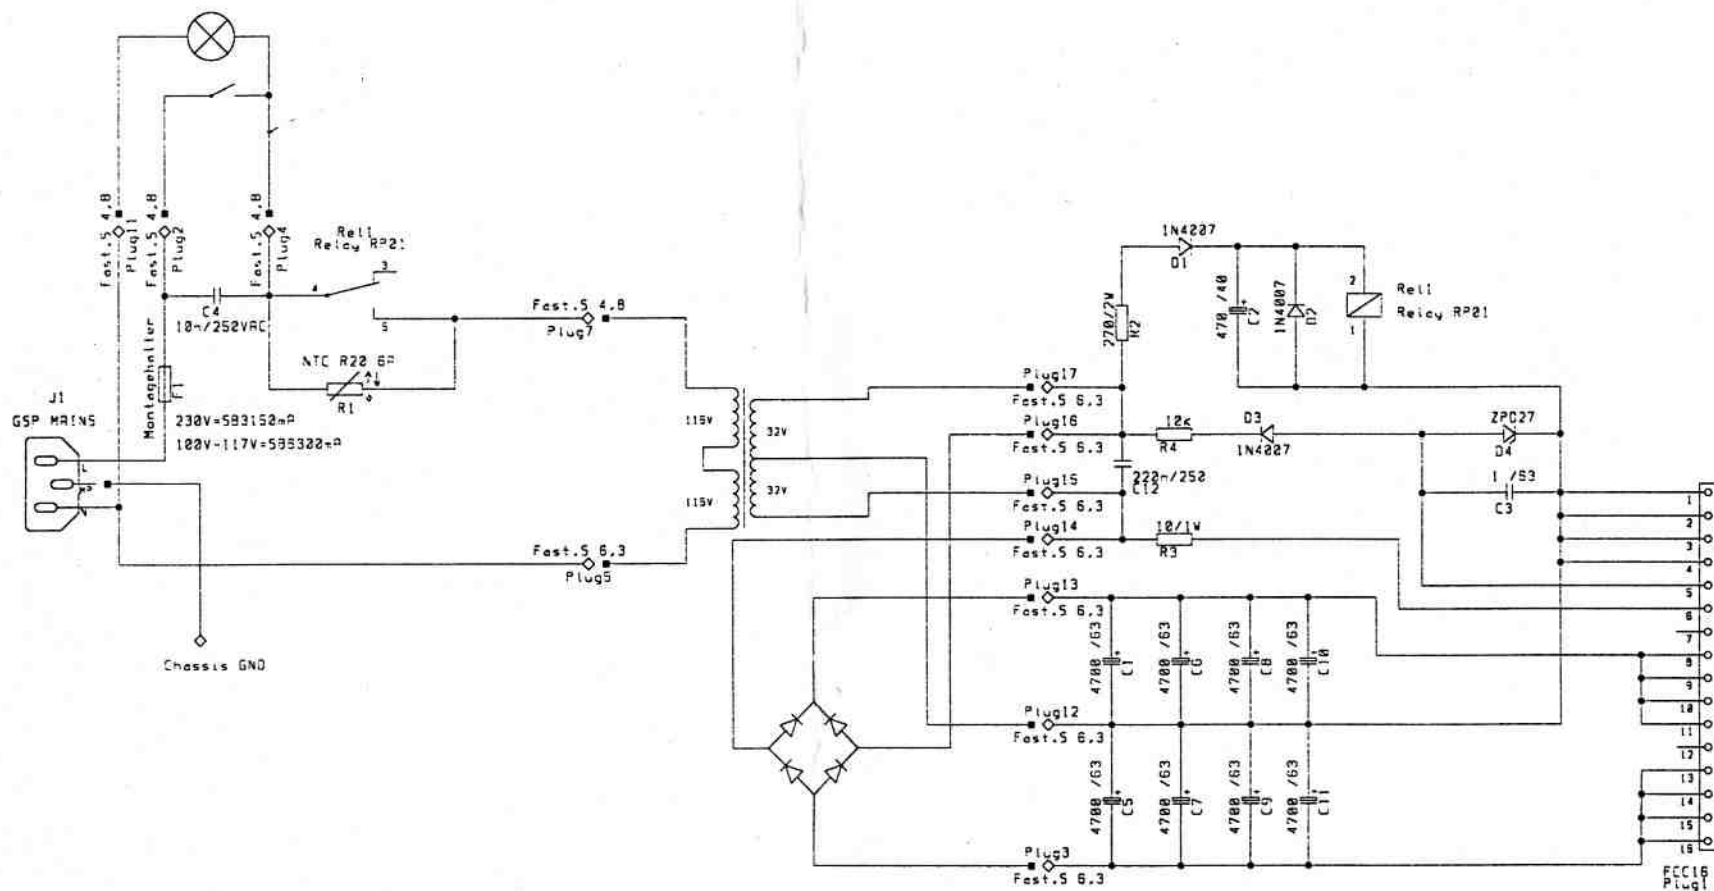 Fast.S 4,8
Plug11
Fast.S 4,8
Plug2
Fast.S 4,8
Plug4
Rel1
Relay RP01
3
4
5
C4
10n/250VAC
Fast.S 4,8
Plug7
NTC R20 6A
R1
J1
GSP MAINS
Montagehalter
F1
230V=
100V-117V=
L
N
Chassis GND
Fast.S 6.3
Plug5
115V
115V
32V
32V
1N4007
D1
270/2W
R2
470 /40
C2
1N4007
D2
2
1
Rel1
Relay RP01
Plug17
Fast.S 6.3
Plug16
Fast.S 6.3
Plug15
Fast.S 6.3
Plug14
Fast.S 6.3
Plug13
Fast.S 6.3
Plug12
Fast.S 6.3
Plug3
Fast.S 6.3
10k
R4
D3
1N4007
ZPD27
D4
220n/250
C12
1 /63
C3
10/1W
R3
4700 /63
C1
4700 /63
C6
4700 /63
C8
4700 /63
C10
4700 /63
C5
4700 /63
C7
4700 /63
C9
4700 /63
C11
1
2
3
4
5
6
7
8
9
10
11
12
13
14
15
16
FCC16
Plug1